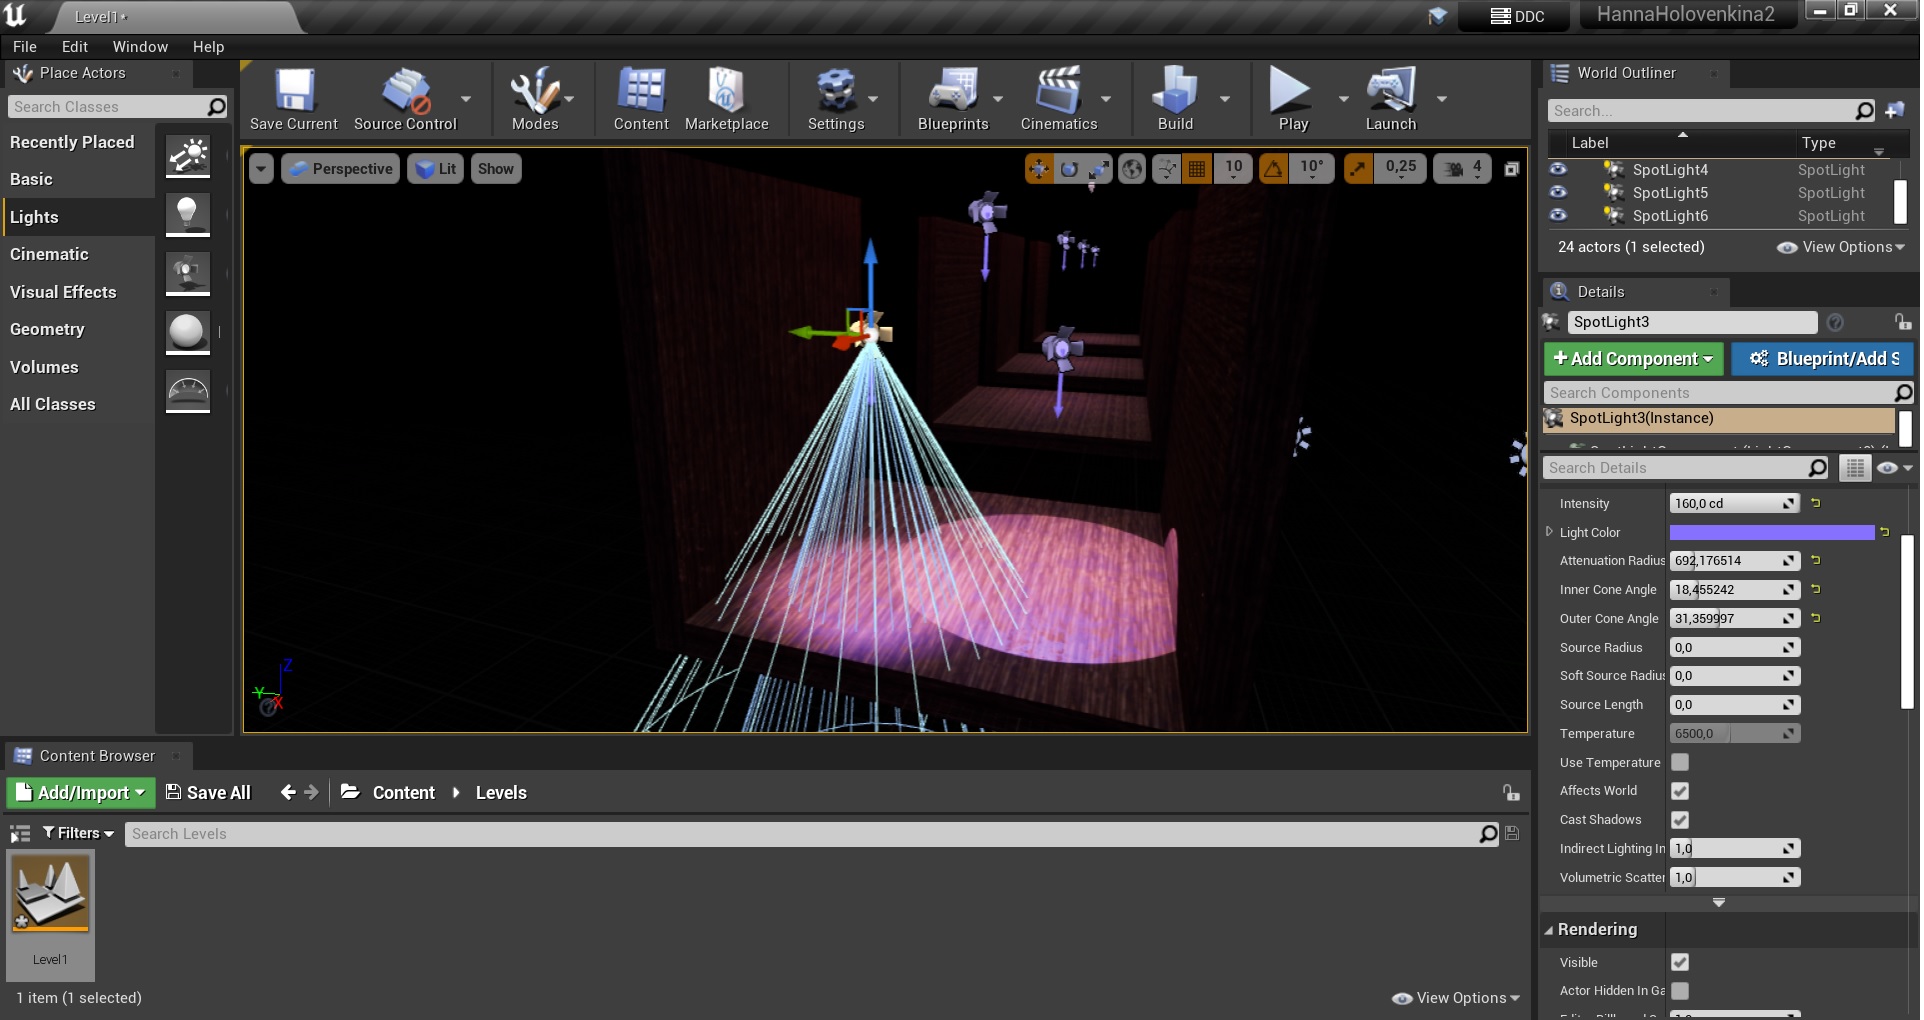 Level1*
DDC
HannaHolovenkina2
File Edit Window Help
Place Actors
Search Classes
Recently Placed
Basic
Lights
Cinematic
Visual Effects
Geometry
Volumes
All Classes
Save Current
Source Control
Modes
Content
Marketplace
Settings
Blueprints
Cinematics
Build
Play
Launch
Perspective
Lit
Show
10
10°
0,25
4
Z
Y
X
World Outliner
Search...
Label Type
SpotLight4 SpotLight
SpotLight5 SpotLight
SpotLight6 SpotLight
24 actors (1 selected) View Options
Details
SpotLight3
+Add Component
Blueprint/Add S
Search Components
SpotLight3(Instance)
Search Details
Intensity 160,0 cd
Light Color
Attenuation Radius 692,176514
Inner Cone Angle 18,455242
Outer Cone Angle 31,359997
Source Radius 0,0
Soft Source Radius 0,0
Source Length 0,0
Temperature 6500,0
Use Temperature
Affects World
Cast Shadows
Indirect Lighting In 1,0
Volumetric Scatter 1,0
Rendering
Visible
Actor Hidden In Ga
Content Browser
Add/Import
Save All
Content
Levels
Filters
Search Levels
Level1
1 item (1 selected)
View Options